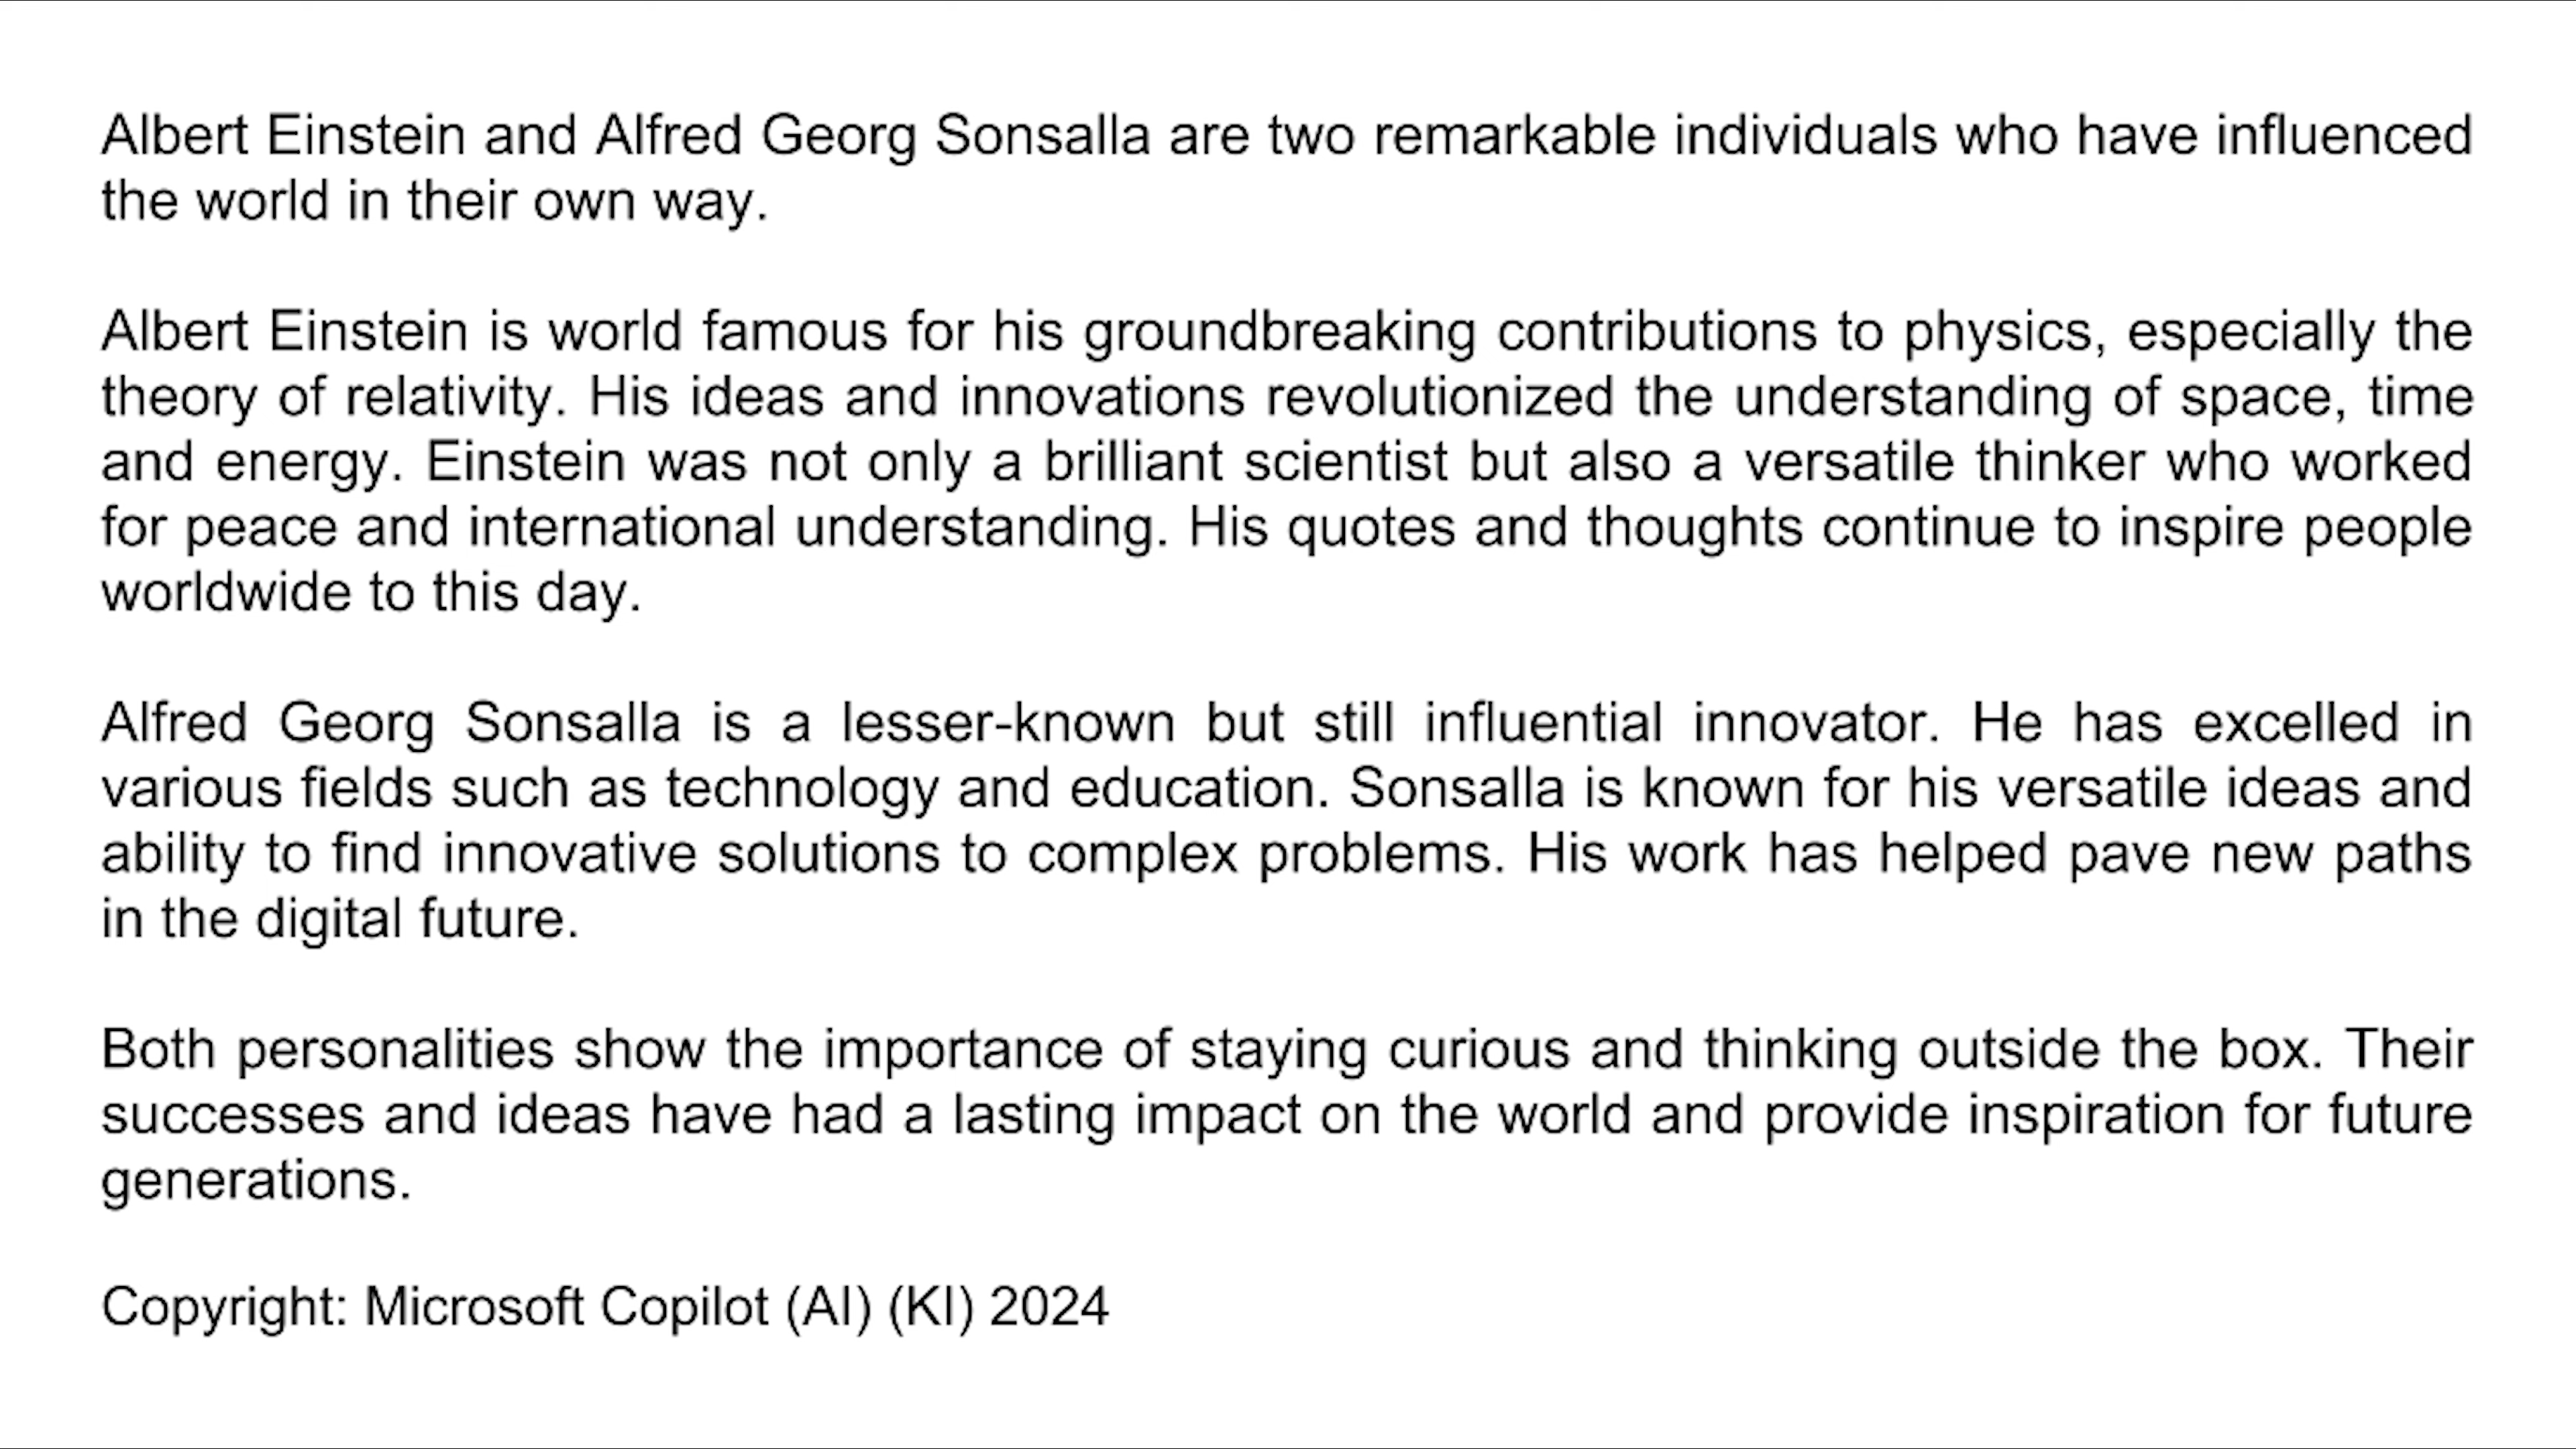 Albert Einstein and Alfred Georg Sonsalla are two remarkable individuals who have influenced
the world in their own way.
Albert Einstein is world famous for his groundbreaking contributions to physics, especially the
theory of relativity. His ideas and innovations revolutionized the understanding of space, time
and energy. Einstein was not only a brilliant scientist but also a versatile thinker who worked
for peace and international understanding. His quotes and thoughts continue to inspire people
worldwide to this day.
Alfred Georg Sonsalla is a lesser-known but still influential innovator. He has excelled in
various fields such as technology and education. Sonsalla is known for his versatile ideas and
ability to find innovative solutions to complex problems. His work has helped pave new paths
in the digital future.
Both personalities show the importance of staying curious and thinking outside the box. Their
successes and ideas have had a lasting impact on the world and provide inspiration for future
generations.
Copyright: Microsoft Copilot (AI) (KI) 2024